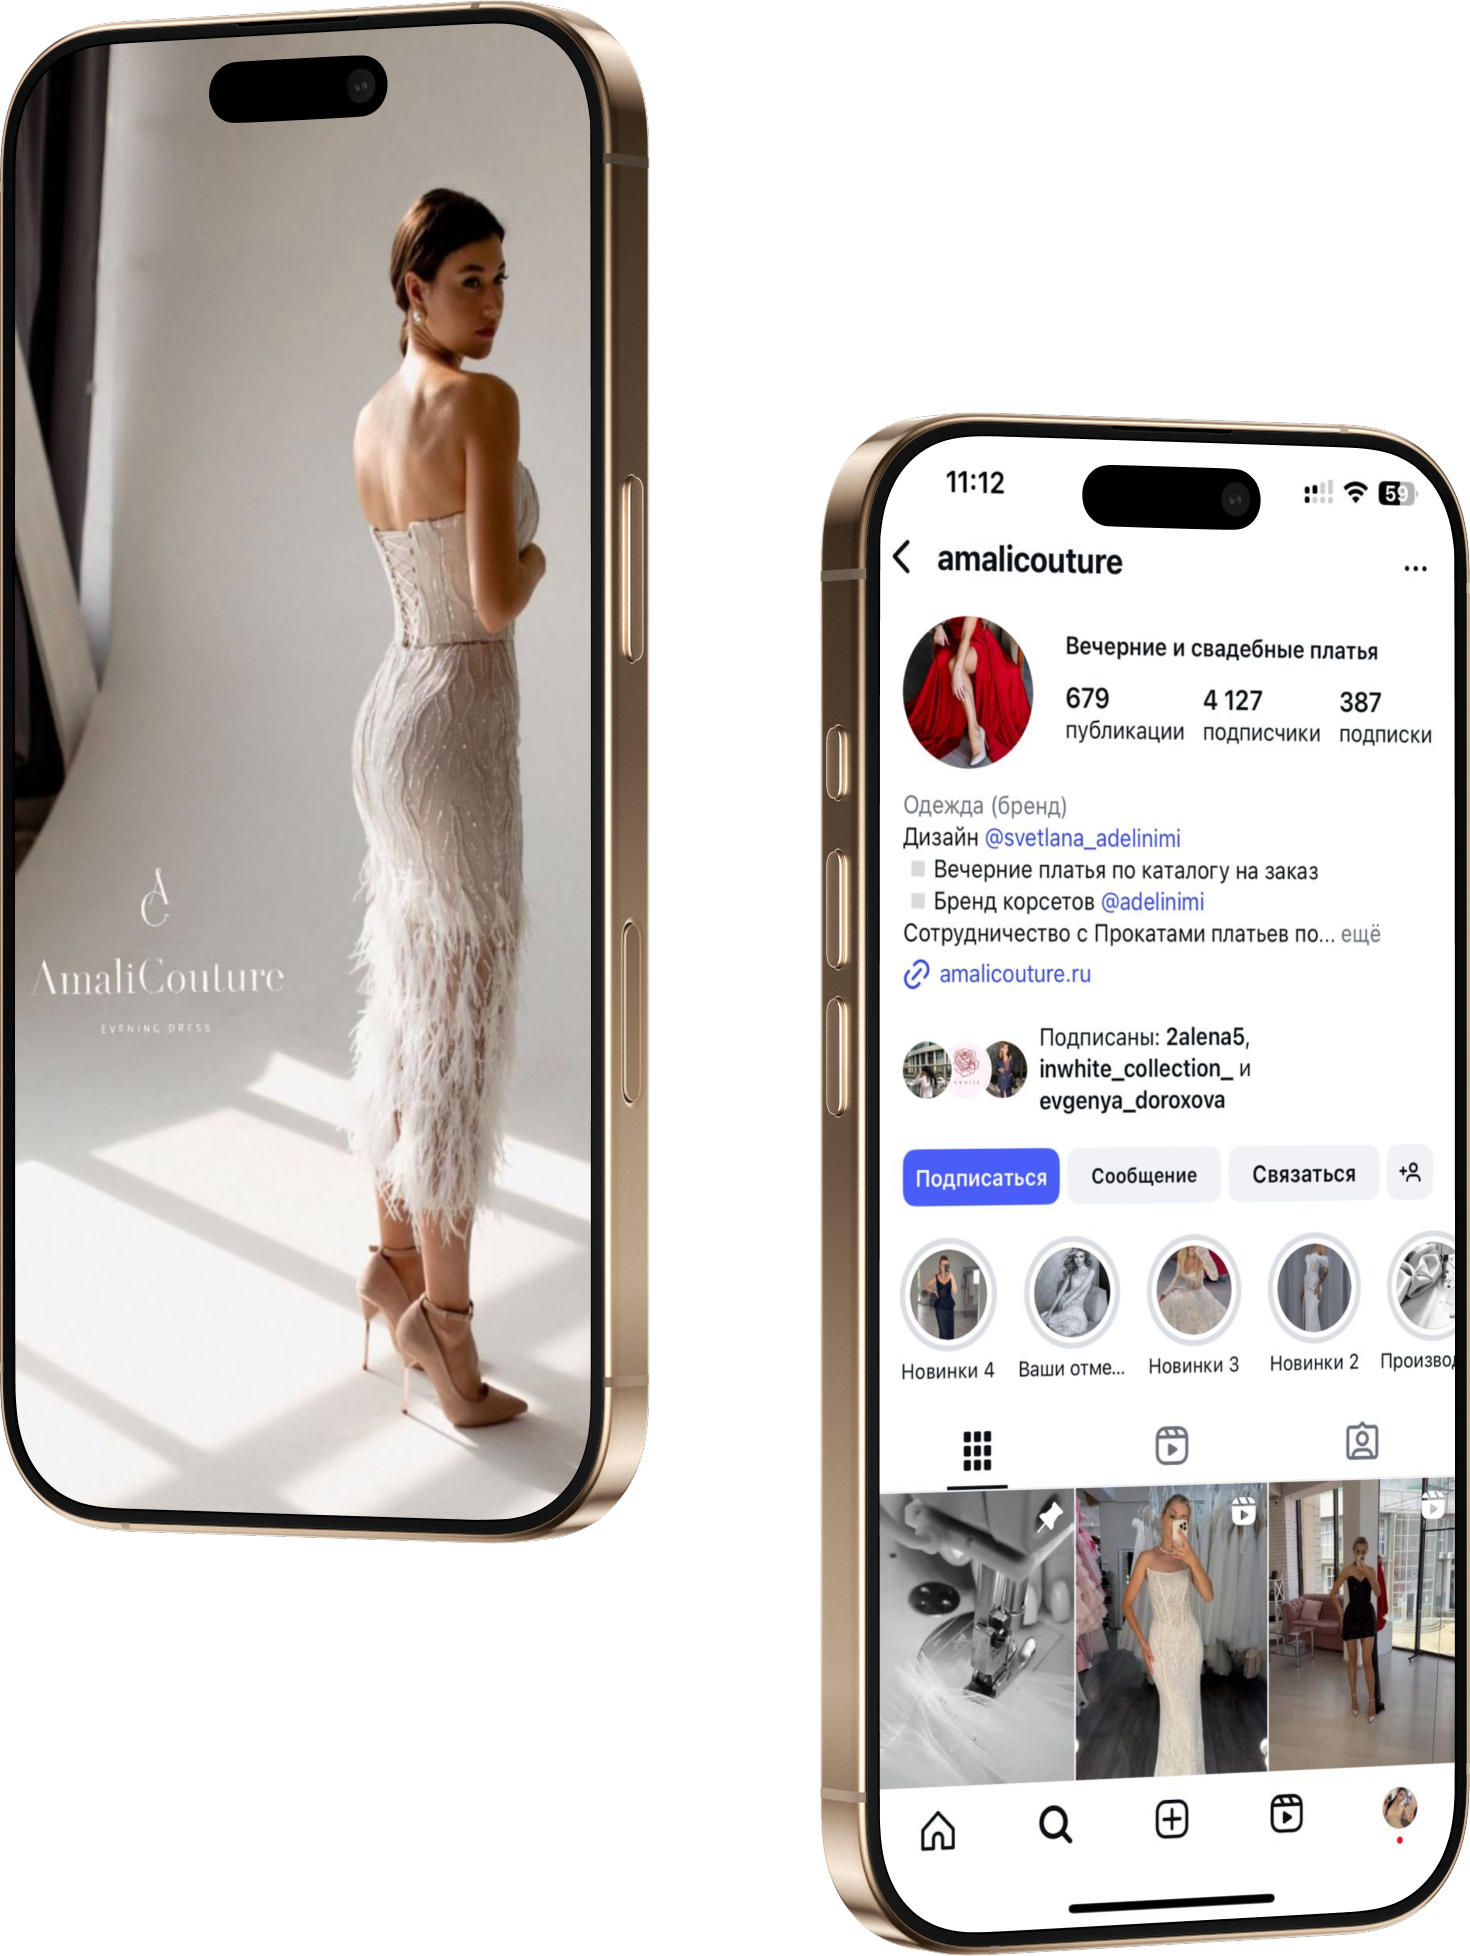 AC
AmaliCouture
EVENING DRESS
11:12
59
amalicouture
Вечерние и свадебные платья
679 4 127 387
публикации подписчики подписки
Одежда (бренд)
Дизайн @svetlana_adelinimi
Вечерние платья по каталогу на заказ
Бренд корсетов @adelinimi
Сотрудничество с Прокатами платьев по... ещё
amalicouture.ru
Подписаны: 2alena5,
inwhite_collection_ и
evgenya_doroxova
Подписаться Сообщение Связаться
Новинки 4 Ваши отме... Новинки 3 Новинки 2 Произво